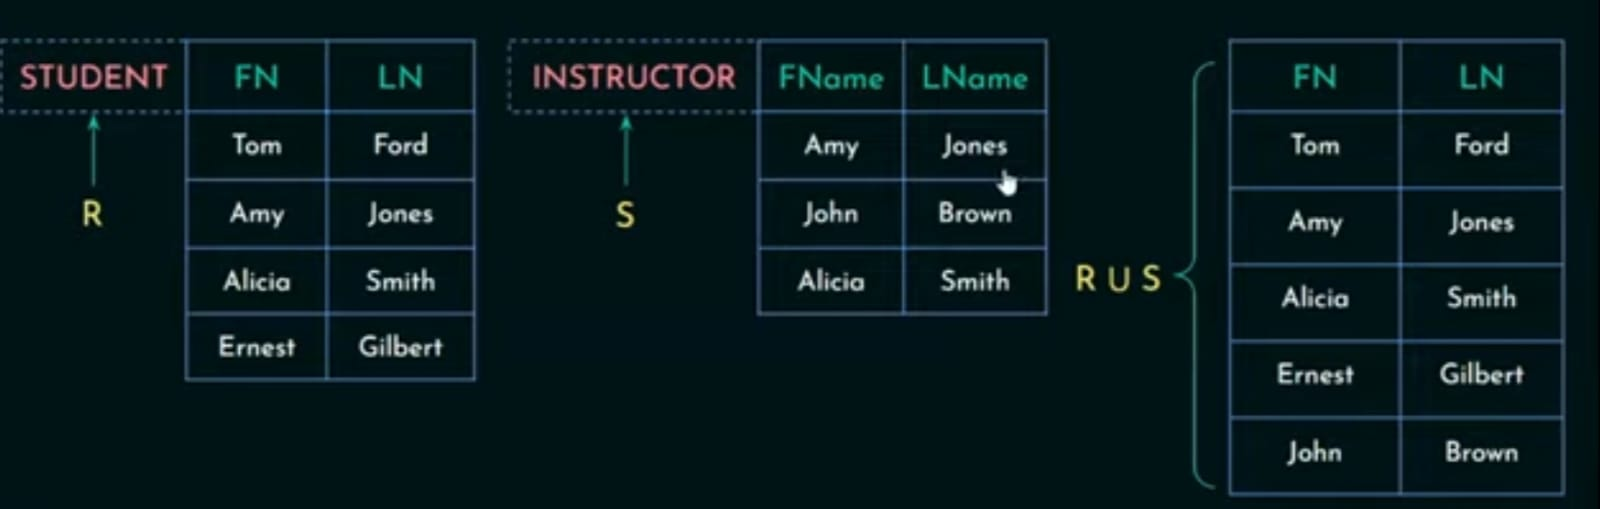 STUDENT FN LN
Tom Ford
R Amy Jones
Alicia Smith
Ernest Gilbert
INSTRUCTOR FName LName
Amy Jones
S John Brown
Alicia Smith
R U S
FN LN
Tom Ford
Amy Jones
Alicia Smith
Ernest Gilbert
John Brown